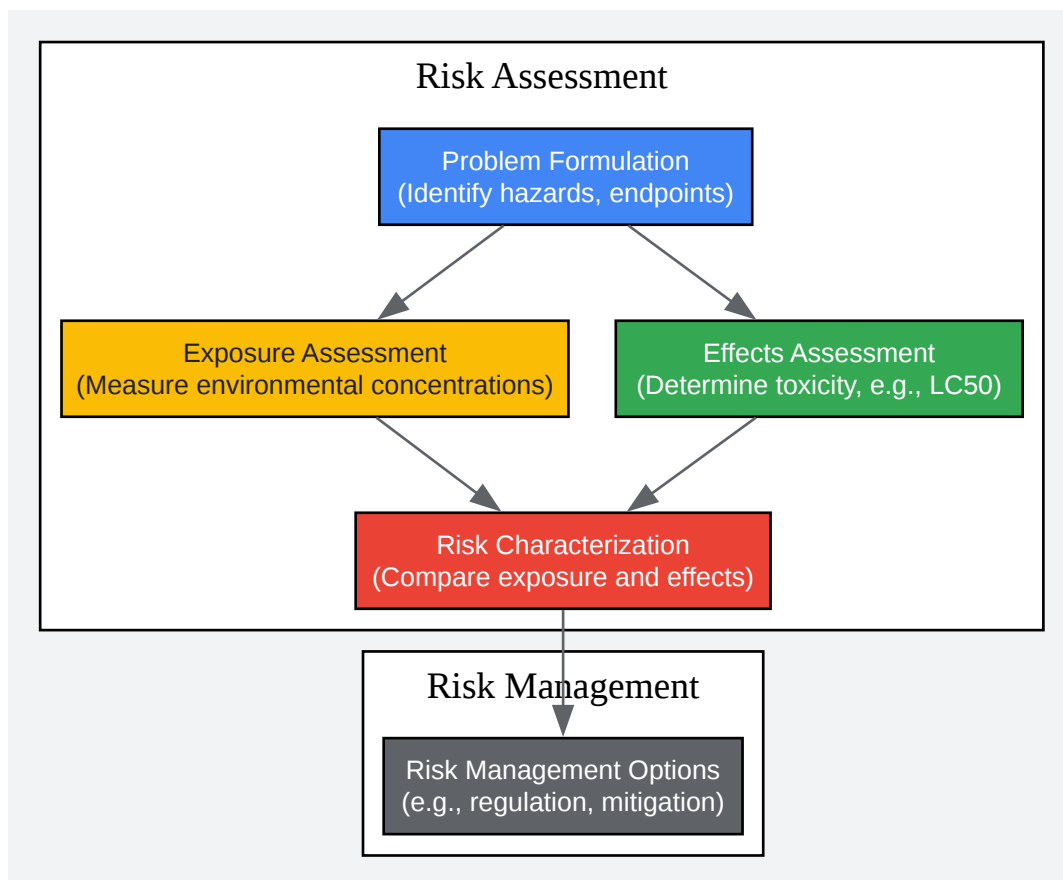 Risk Assessment
Problem Formulation
(Identify hazards, endpoints)
Exposure Assessment
(Measure environmental concentrations)
Effects Assessment
(Determine toxicity, e.g., LC50)
Risk Characterization
(Compare exposure and effects)
Risk Management
Risk Management Options
(e.g., regulation, mitigation)